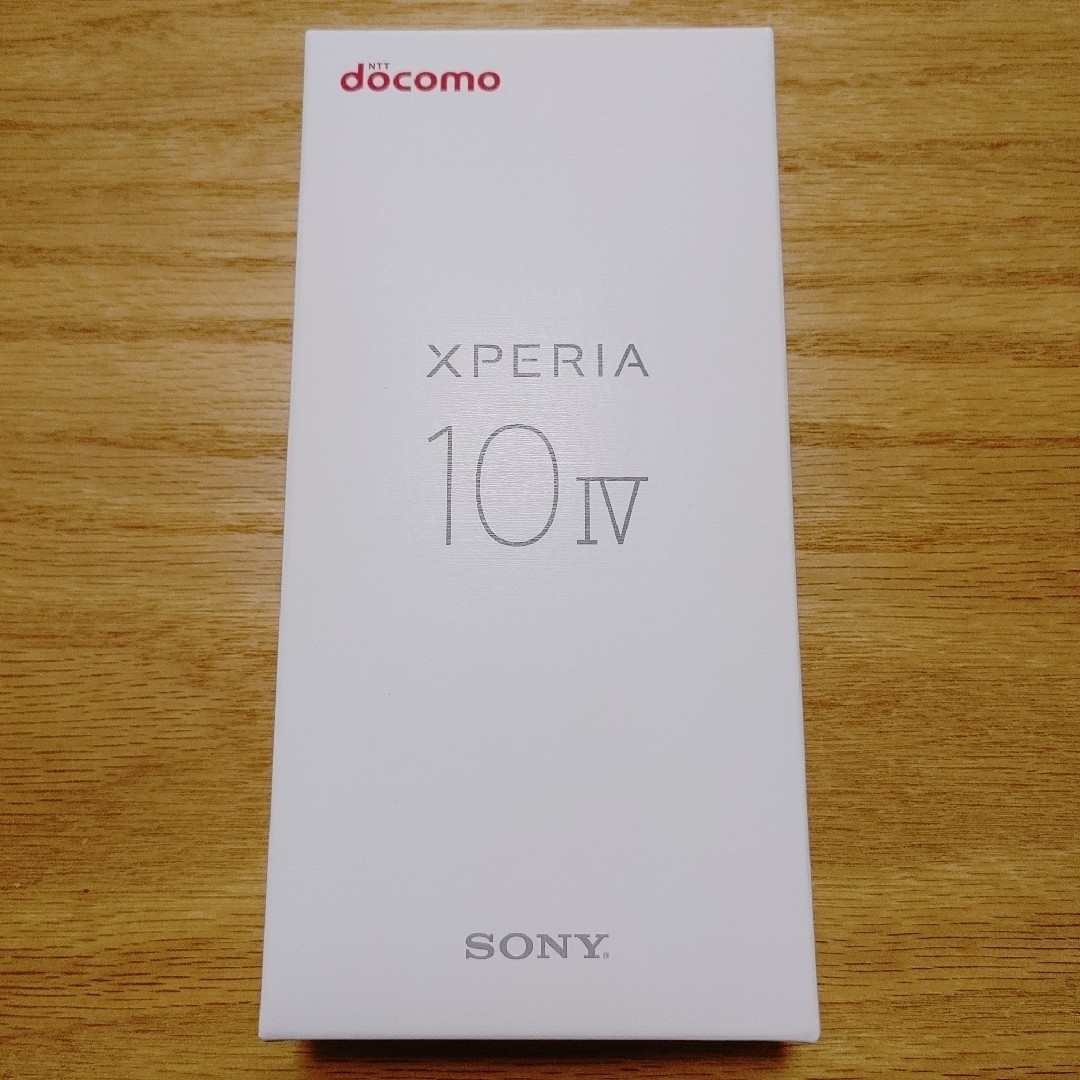 NTT
docomo
XPERIA
10 IV
SONY